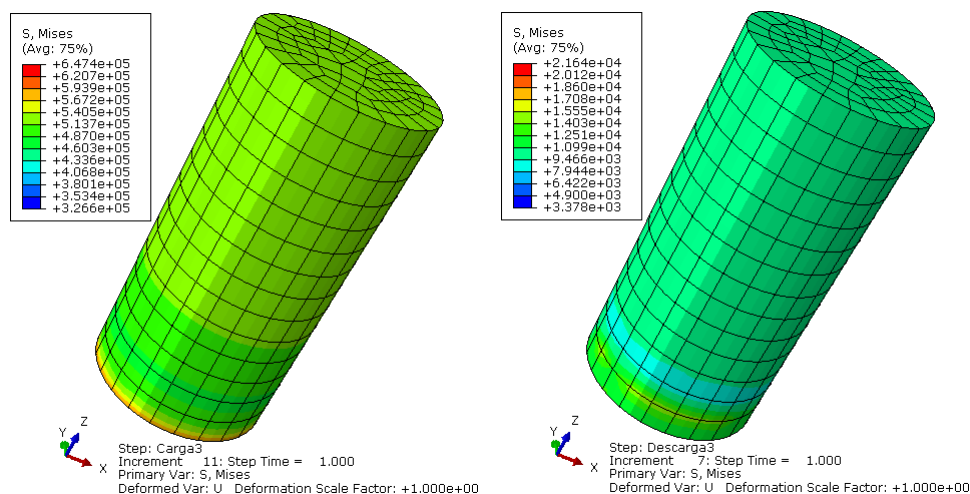 S, Mises
(Avg: 75%)
+6.474e+05
+6.207e+05
+5.939e+05
+5.672e+05
+5.405e+05
+5.137e+05
+4.870e+05
+4.603e+05
+4.336e+05
+4.068e+05
+3.801e+05
+3.534e+05
+3.266e+05
Y
Z
X
Step: Carga3
Increment 11: Step Time = 1.000
Primary Var: S, Mises
Deformed Var: U Deformation Scale Factor: +1.000e+00
S, Mises
(Avg: 75%)
+2.164e+04
+2.012e+04
+1.860e+04
+1.708e+04
+1.555e+04
+1.403e+04
+1.251e+04
+1.099e+04
+9.466e+03
+7.944e+03
+6.422e+03
+4.900e+03
+3.378e+03
Y
Z
X
Step: Descarga3
Increment 7: Step Time = 1.000
Primary Var: S, Mises
Deformed Var: U Deformation Scale Factor: +1.000e+00